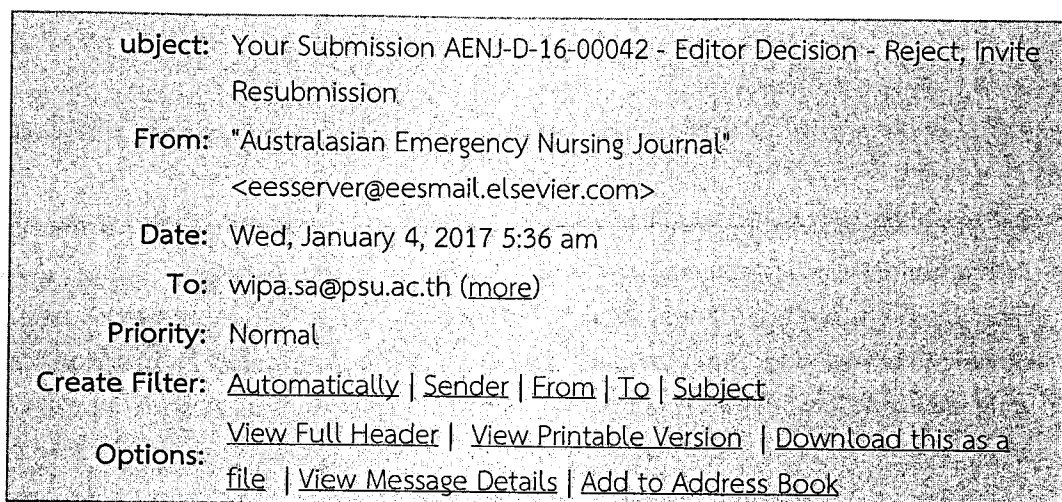 ubject: Your Submission AENJ-D-16-00042 - Editor Decision - Reject, Invite
Resubmission
From: "Australasian Emergency Nursing Journal"
<eesserver@eesmail.elsevier.com>
Date: Wed, January 4, 2017 5:36 am
To: wipa.sa@psu.ac.th (more)
Priority: Normal
Create Filter: Automatically | Sender | From | To | Subject
Options: View Full Header | View Printable Version | Download this as a
file | View Message Details | Add to Address Book